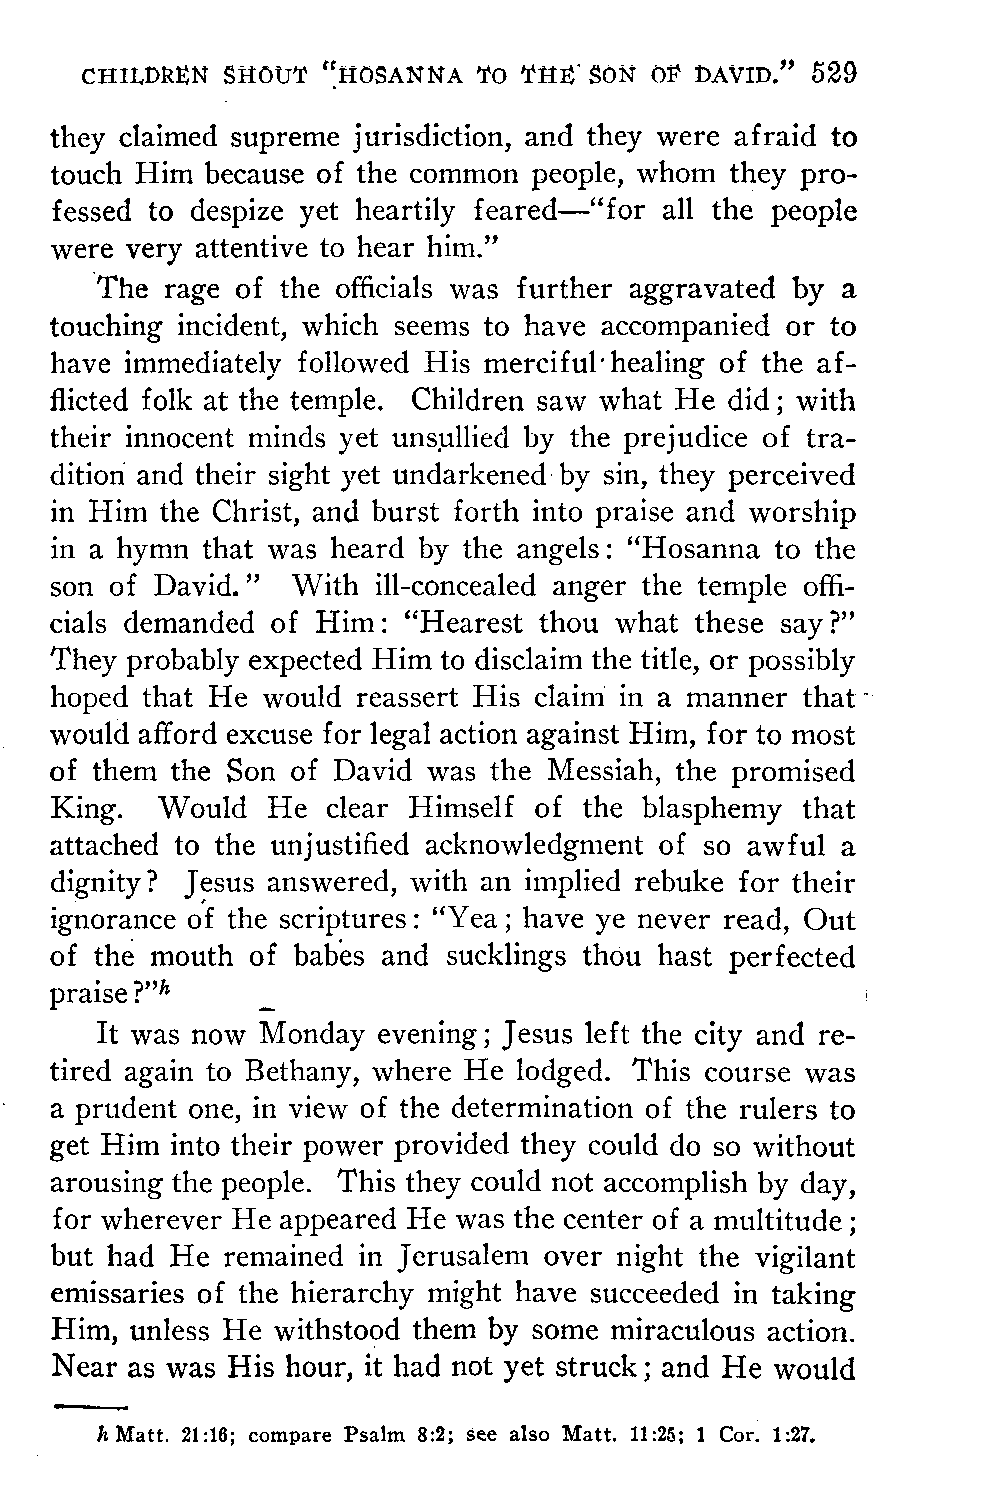 CHILDREN SHOUT "HOSANNA TO THE SON OF DAVID." 529
they claimed supreme jurisdiction, and they were afraid to
touch Him because of the common people, whom they pro-
fessed to despize yet heartily feared—"for all the people
were very attentive to hear him."
The rage of the officials was further aggravated by a
touching incident, which seems to have accompanied or to
have immediately followed His merciful healing of the af-
flicted folk at the temple. Children saw what He did; with
their innocent minds yet unsullied by the prejudice of tra-
dition and their sight yet undarkened by sin, they perceived
in Him the Christ, and burst forth into praise and worship
in a hymn that was heard by the angels: "Hosanna to the
son of David." With ill-concealed anger the temple offi-
cials demanded of Him: "Hearest thou what these say?"
They probably expected Him to disclaim the title, or possibly
hoped that He would reassert His claim in a manner that
would afford excuse for legal action against Him, for to most
of them the Son of David was the Messiah, the promised
King. Would He clear Himself of the blasphemy that
attached to the unjustified acknowledgment of so awful a
dignity? Jesus answered, with an implied rebuke for their
ignorance of the scriptures: "Yea; have ye never read, Out
of the mouth of babes and sucklings thou hast perfected
praise?"h
It was now Monday evening; Jesus left the city and re-
tired again to Bethany, where He lodged. This course was
a prudent one, in view of the determination of the rulers to
get Him into their power provided they could do so without
arousing the people. This they could not accomplish by day,
for wherever He appeared He was the center of a multitude;
but had He remained in Jerusalem over night the vigilant
emissaries of the hierarchy might have succeeded in taking
Him, unless He withstood them by some miraculous action.
Near as was His hour, it had not yet struck; and He would
h Matt. 21:16; compare Psalm 8:2; see also Matt. 11:25; 1 Cor. 1:27.